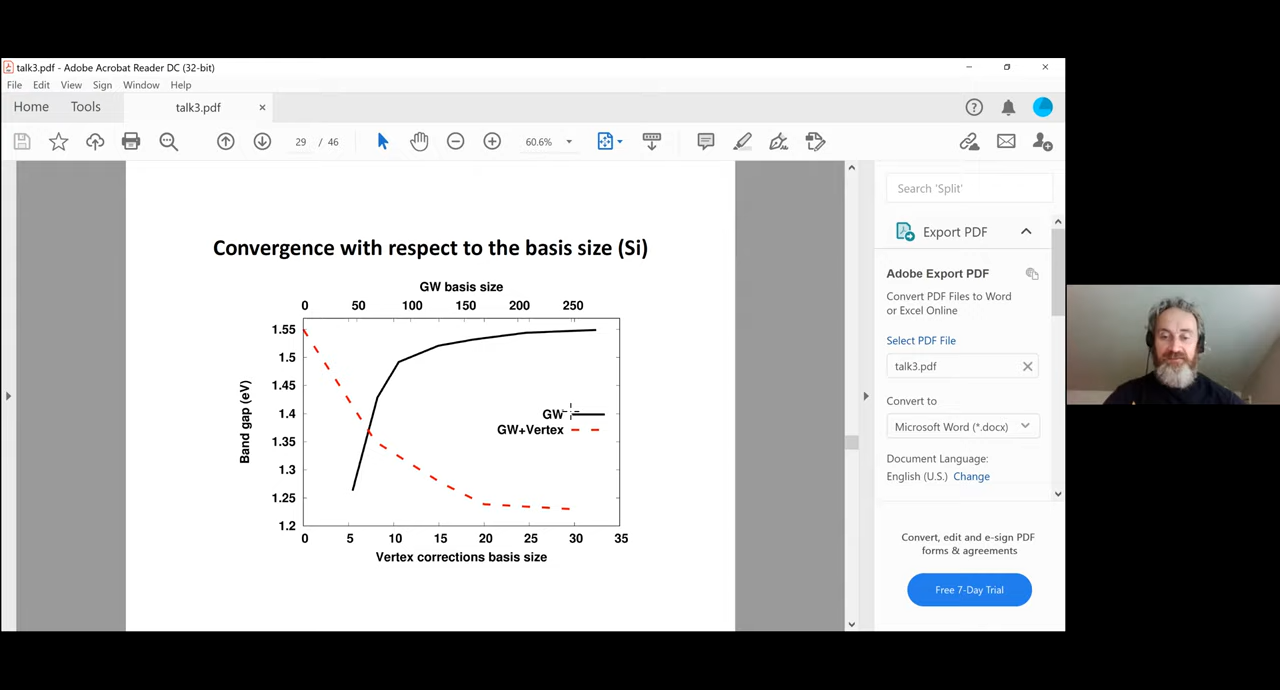 talk3.pdf - Adobe Acrobat Reader DC (32-bit)
File Edit View Sign Window Help
Home Tools talk3.pdf
29 / 46 60.6%
Search 'Split'
Export PDF
Adobe Export PDF
Convert PDF Files to Word
or Excel Online
Select PDF File
talk3.pdf
Convert to
Microsoft Word (*.docx)
Document Language:
English (U.S.) Change
Convert, edit and e-sign PDF
forms & agreements
Free 7-Day Trial
Convergence with respect to the basis size (Si)
GW basis size
0 50 100 150 200 250
1.55
1.5
1.45
1.4
1.35
1.3
1.25
1.2
Band gap (eV)
GW
GW+Vertex
0 5 10 15 20 25 30 35
Vertex corrections basis size